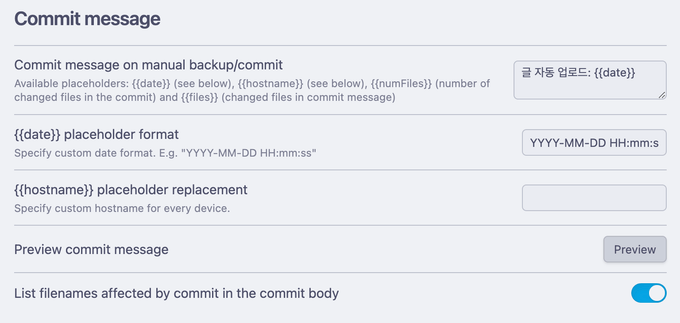 Commit message
Commit message on manual backup/commit
Available placeholders: {{date}} (see below), {{hostname}} (see below), {{numFiles}} (number of
changed files in the commit) and {{files}} (changed files in commit message)
글 자동 업로드: {{date}}
{{date}} placeholder format
Specify custom date format. E.g. "YYYY-MM-DD HH:mm:ss"
YYYY-MM-DD HH:mm:s
{{hostname}} placeholder replacement
Specify custom hostname for every device.
Preview commit message
Preview
List filenames affected by commit in the commit body